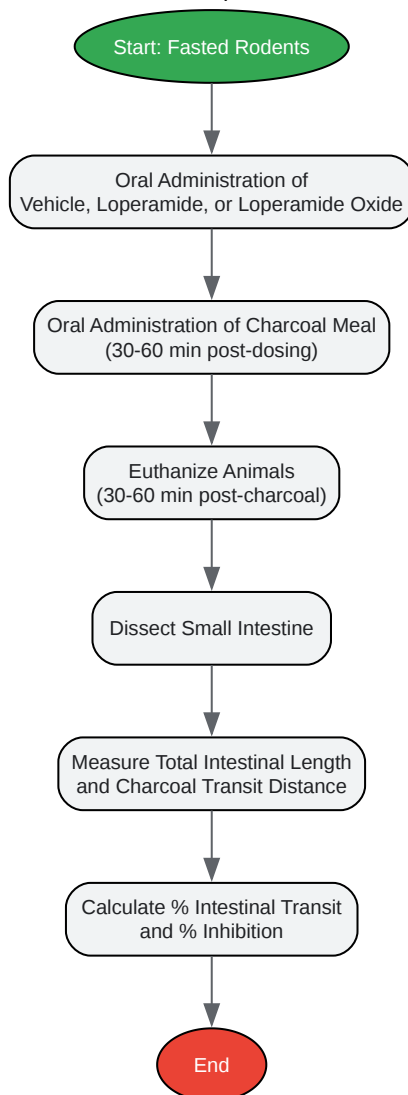 Start: Fasted Rodents
Oral Administration of
Vehicle, Loperamide, or Loperamide Oxide
Oral Administration of Charcoal Meal
(30-60 min post-dosing)
Euthanize Animals
(30-60 min post-charcoal)
Dissect Small Intestine
Measure Total Intestinal Length
and Charcoal Transit Distance
Calculate % Intestinal Transit
and % Inhibition
End